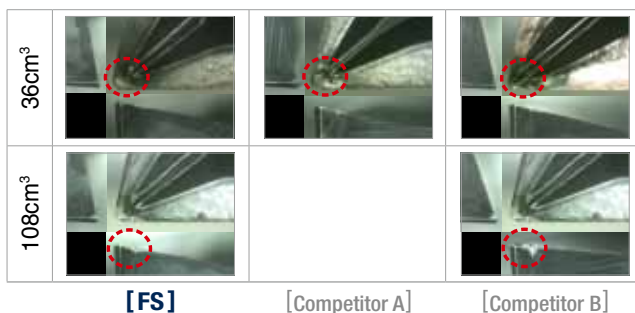 36cm³
108cm³
[FS]
[Competitor A]
[Competitor B]